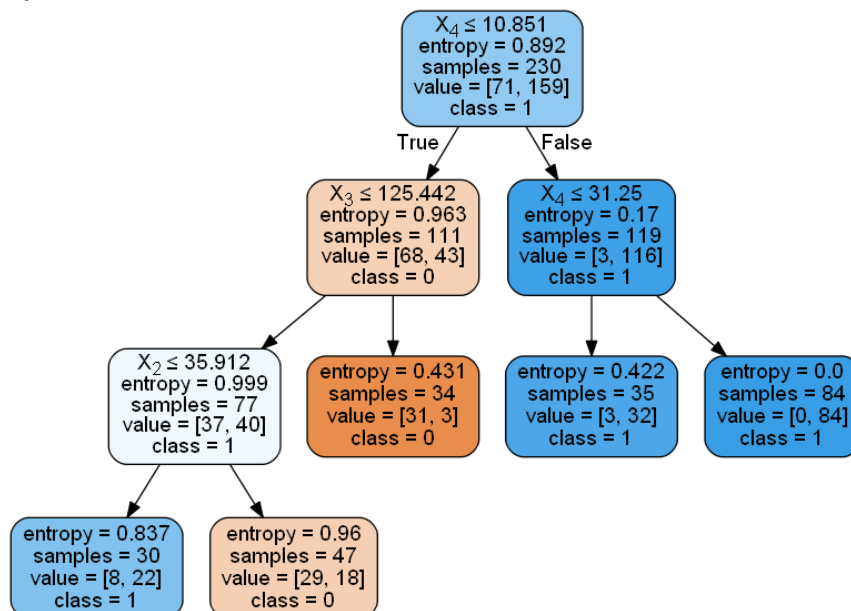 X₄ ≤ 10.851
entropy = 0.892
samples = 230
value = [71, 159]
class = 1
True
False
X₃ ≤ 125.442
entropy = 0.963
samples = 111
value = [68, 43]
class = 0
X₄ ≤ 31.25
entropy = 0.17
samples = 119
value = [3, 116]
class = 1
X₂ ≤ 35.912
entropy = 0.999
samples = 77
value = [37, 40]
class = 1
entropy = 0.431
samples = 34
value = [31, 3]
class = 0
entropy = 0.422
samples = 35
value = [3, 32]
class = 1
entropy = 0.0
samples = 84
value = [0, 84]
class = 1
entropy = 0.837
samples = 30
value = [8, 22]
class = 1
entropy = 0.96
samples = 47
value = [29, 18]
class = 0